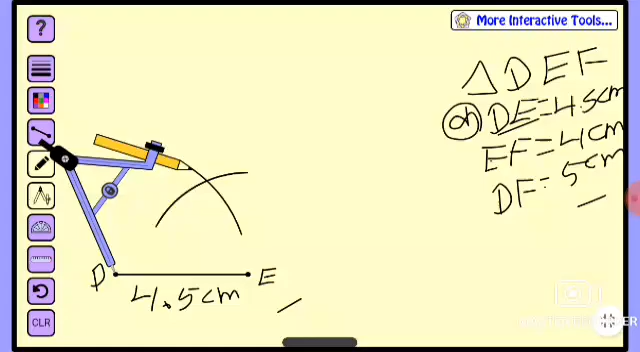 More Interactive Tools...
?
△DEF
DE=4.5cm
EF=4cm
DF=5cm
CLR
D
E
4.5cm